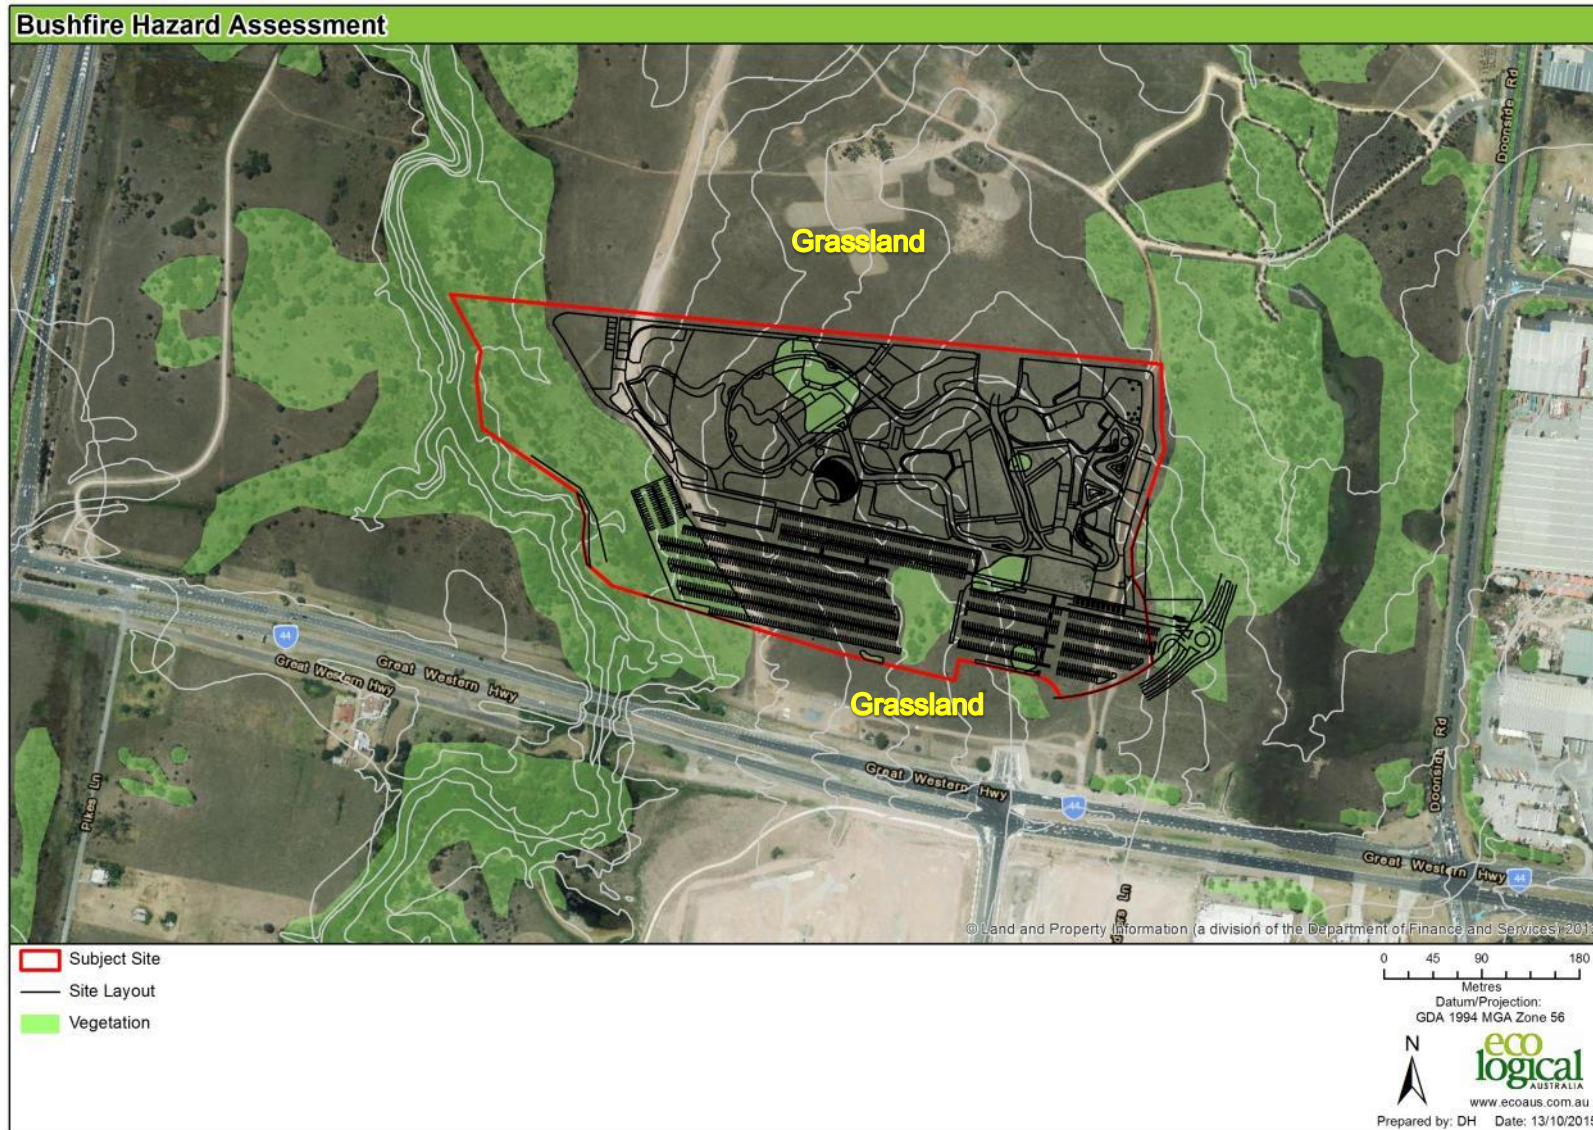 Bushfire Hazard Assessment
Doonside Rd
Grassland
44
Great Western Hwy
Great Western Hwy
Grassland
Great Western Hwy
44
Doonside Rd
Pikes Ln
Great Western Hwy
44
Ln
© Land and Property Information (a division of the Department of Finance and Services)
Subject Site
Site Layout
Vegetation
0 45 90 180
Metres
Datum/Projection:
GDA 1994 MGA Zone 56
N
eco
logical
AUSTRALIA
www.ecoaus.com.au
Prepared by: DH Date: 13/10/2015